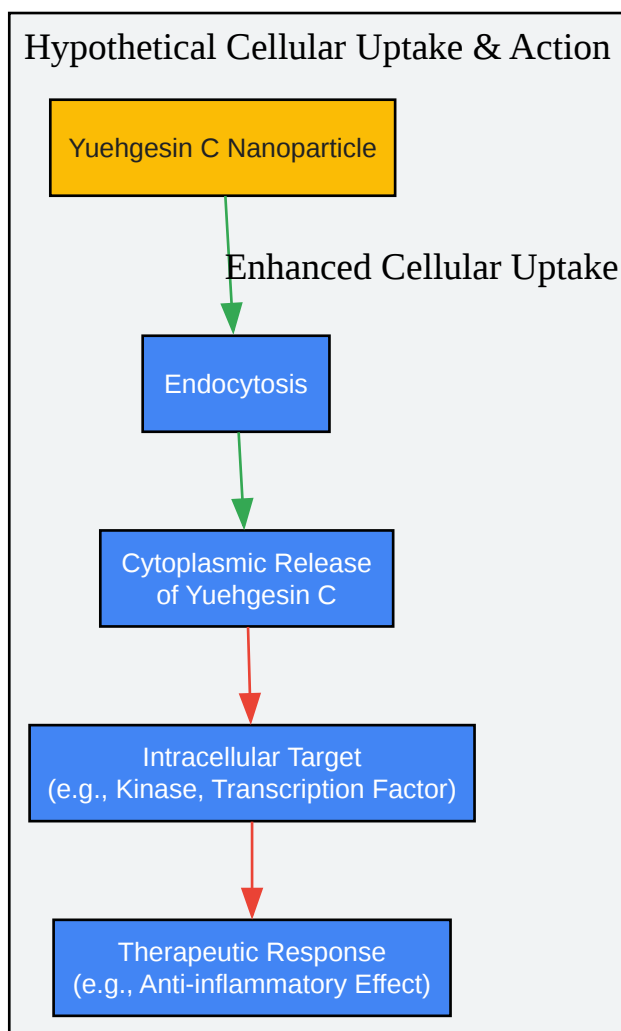 Hypothetical Cellular Uptake & Action
Yuehgesin C Nanoparticle
Enhanced Cellular Uptake
Endocytosis
Cytoplasmic Release
of Yuehgesin C
Intracellular Target
(e.g., Kinase, Transcription Factor)
Therapeutic Response
(e.g., Anti-inflammatory Effect)